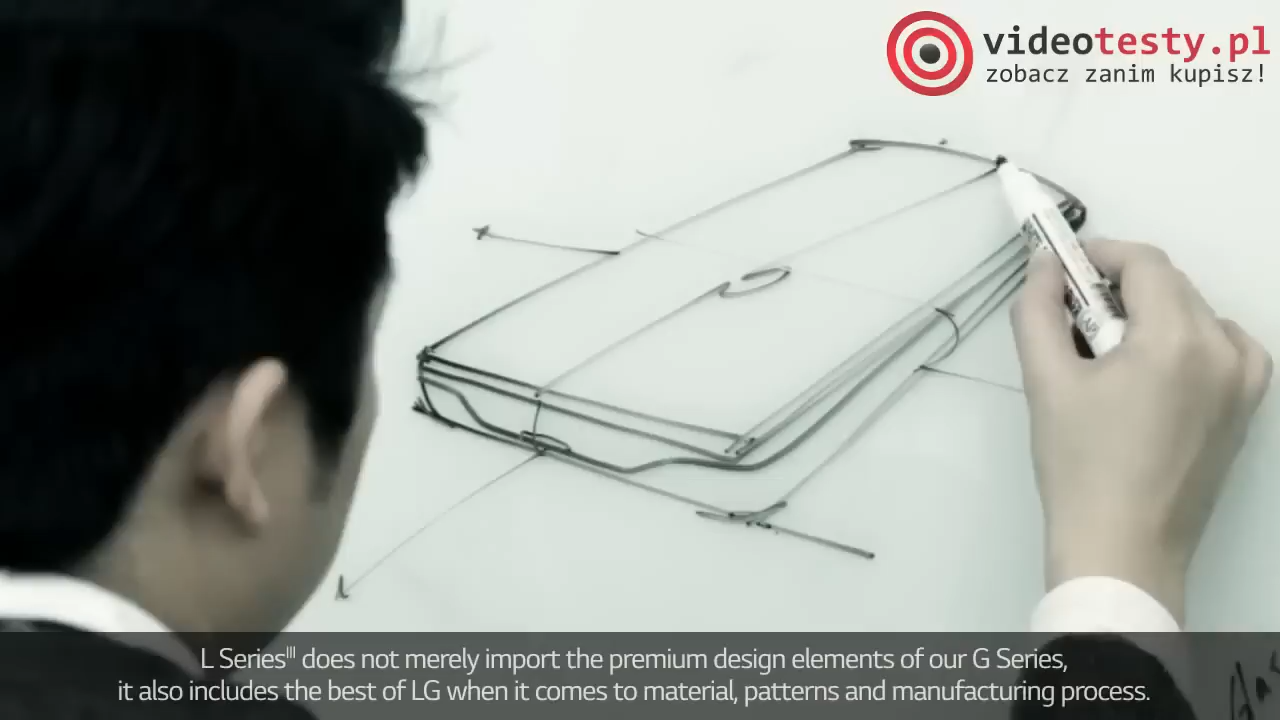 videotesty.pl
zobacz zanim kupisz!
L Series III does not merely import the premium design elements of our G Series,
it also includes the best of LG when it comes to material, patterns and manufacturing process.